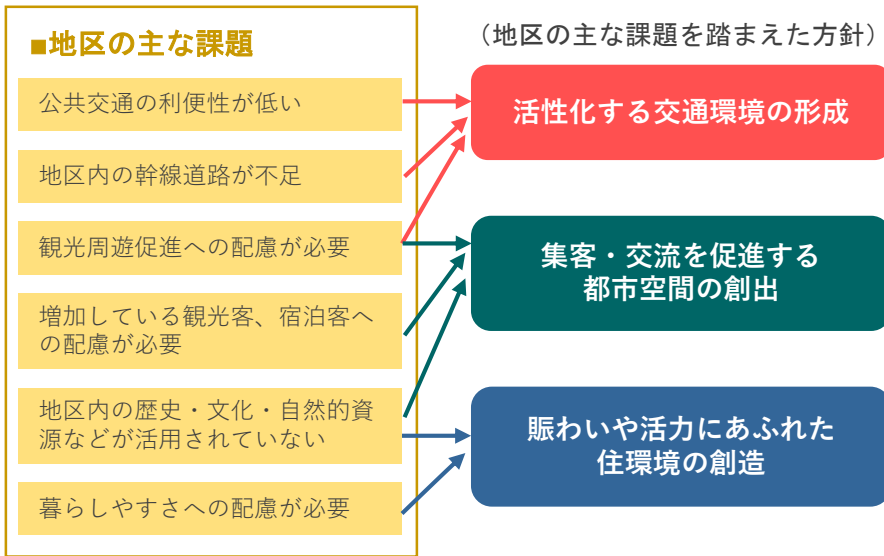 ■地区の主な課題
公共交通の利便性が低い
地区内の幹線道路が不足
観光周遊促進への配慮が必要
増加している観光客、宿泊客へ
の配慮が必要
地区内の歴史・文化・自然的資
源などが活用されていない
暮らしやすさへの配慮が必要
（地区の主な課題を踏まえた方針）
活性化する交通環境の形成
集客・交流を促進する
都市空間の創出
賑わいや活力にあふれた
住環境の創造